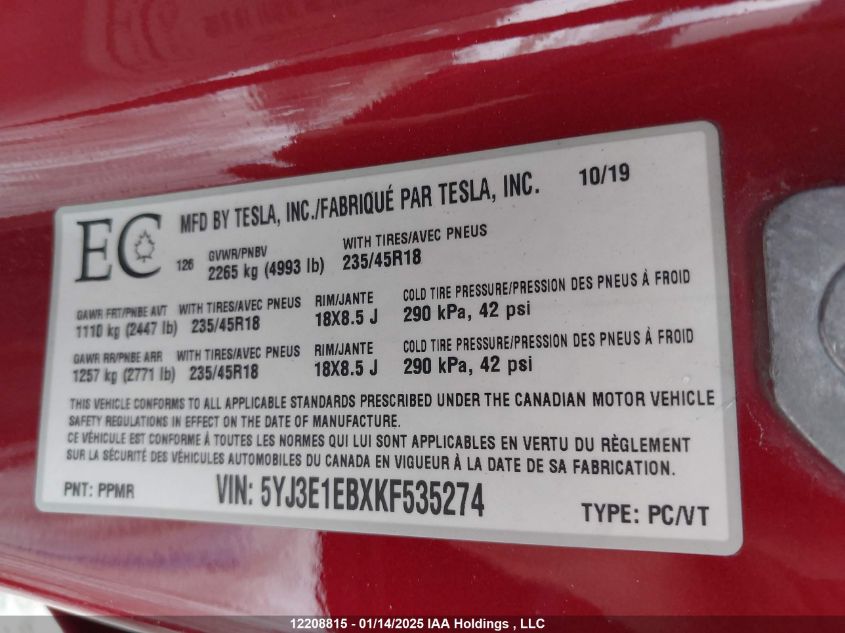 EC
MFD BY TESLA, INC./FABRIQUÉ PAR TESLA, INC. 10/19
126 GVWR/PNBV WITH TIRES/AVEC PNEUS
2265 kg (4993 lb) 235/45R18
GAWR FRT/PNBE AVT WITH TIRES/AVEC PNEUS RIM/JANTE COLD TIRE PRESSURE/PRESSION DES PNEUS À FROID
1110 kg (2447 lb) 235/45R18 18X8.5 J 290 kPa, 42 psi
GAWR RR/PNBE ARR WITH TIRES/AVEC PNEUS RIM/JANTE COLD TIRE PRESSURE/PRESSION DES PNEUS À FROID
1257 kg (2771 lb) 235/45R18 18X8.5 J 290 kPa, 42 psi
THIS VEHICLE CONFORMS TO ALL APPLICABLE STANDARDS PRESCRIBED UNDER THE CANADIAN MOTOR VEHICLE
SAFETY REGULATIONS IN EFFECT ON THE DATE OF MANUFACTURE.
CE VÉHICULE EST CONFORME À TOUTES LES NORMES QUI LUI SONT APPLICABLES EN VERTU DU RÈGLEMENT
SUR LA SÉCURITÉ DES VÉHICULES AUTOMOBILES DU CANADA EN VIGUEUR À LA DATE DE SA FABRICATION.
PNT: PPMR VIN: 5YJ3E1EBXKF535274 TYPE: PC/VT
12208815 - 01/14/2025 IAA Holdings , LLC